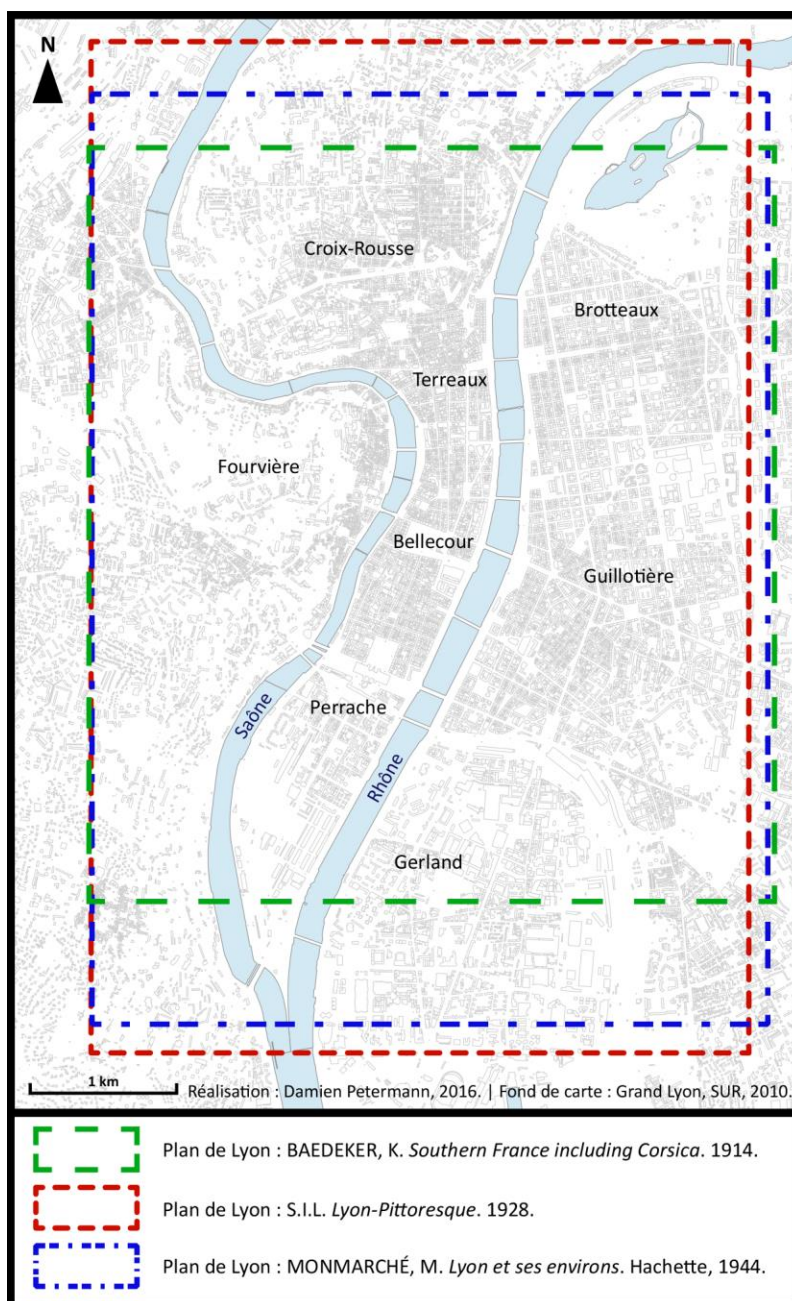 N
Croix-Rousse
Brotteaux
Terreaux
Fourvière
Bellecour
Guillotière
Saône
Perrache
Rhône
Gerland
1 km
Réalisation : Damien Petermann, 2016. | Fond de carte : Grand Lyon, SUR, 2010.
Plan de Lyon : BAEDEKER, K. Southern France including Corsica. 1914.
Plan de Lyon : S.I.L. Lyon-Pittoresque. 1928.
Plan de Lyon : MONMARCHÉ, M. Lyon et ses environs. Hachette, 1944.